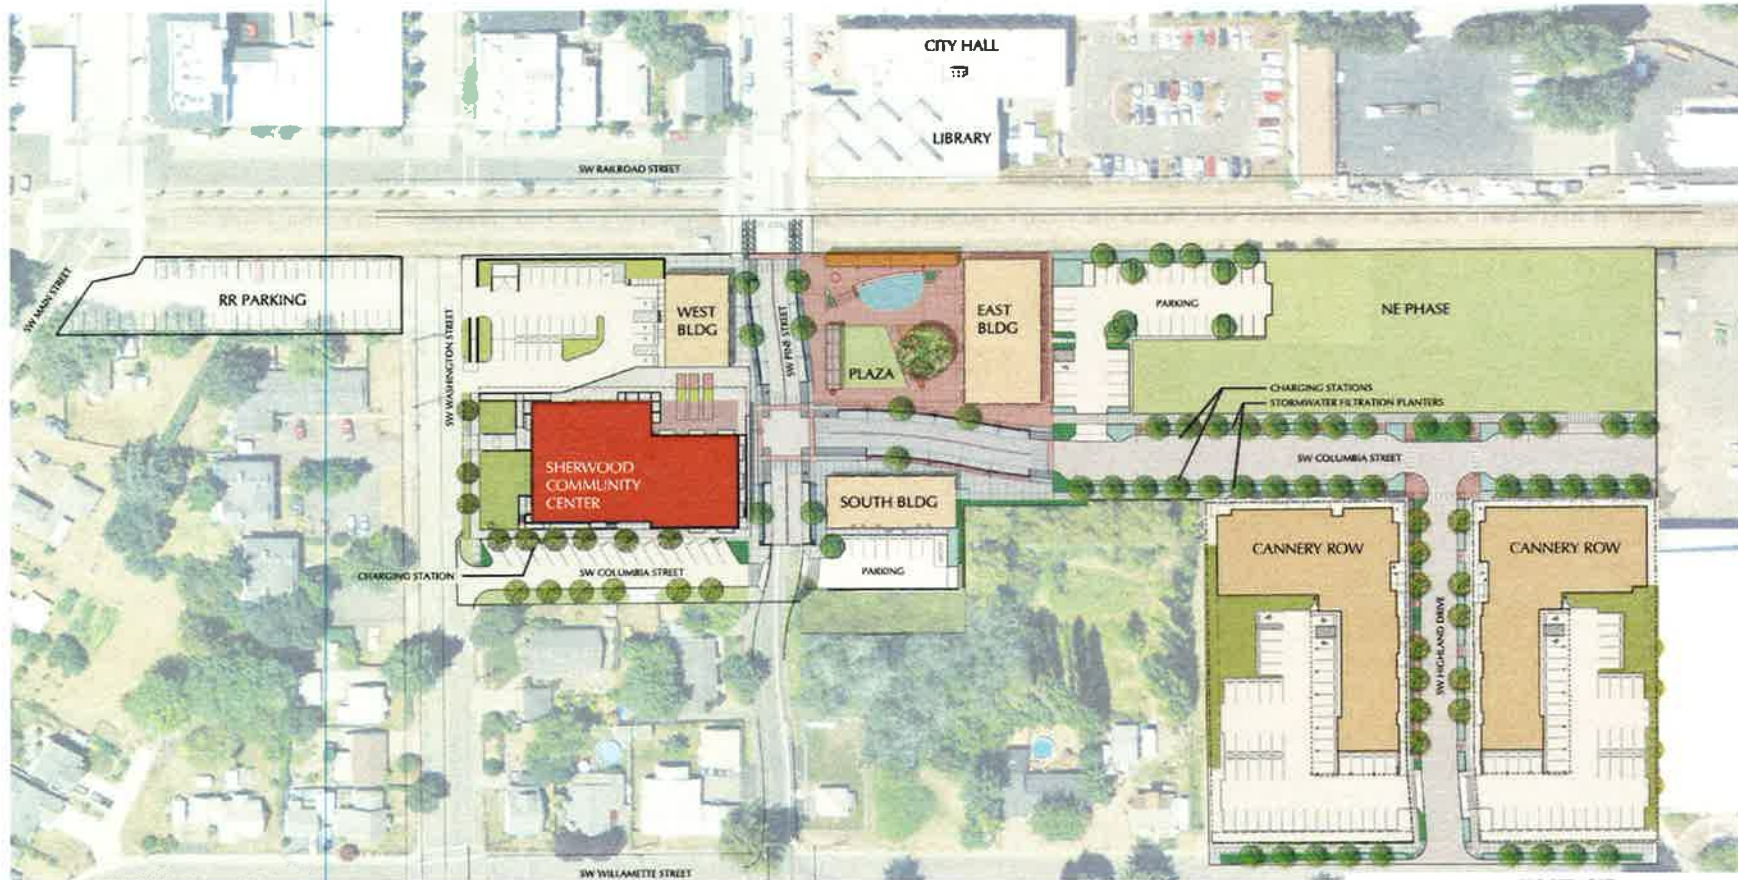 CITY HALL
LIBRARY
SW RAILROAD STREET
SW MAIN STREET
RR PARKING
SW WASHINGTON STREET
WEST
BLDG
SW PINE STREET
PLAZA
EAST
BLDG
PARKING
NE PHASE
CHARGING STATIONS
STORMWATER FILTRATION PLANTERS
SW COLUMBIA STREET
SHERWOOD
COMMUNITY
CENTER
SOUTH BLDG
PARKING
CHARGING STATION
SW COLUMBIA STREET
CANNERY ROW
CANNERY ROW
SW HIGHLAND DRIVE
SW WILLAMETTE STREET